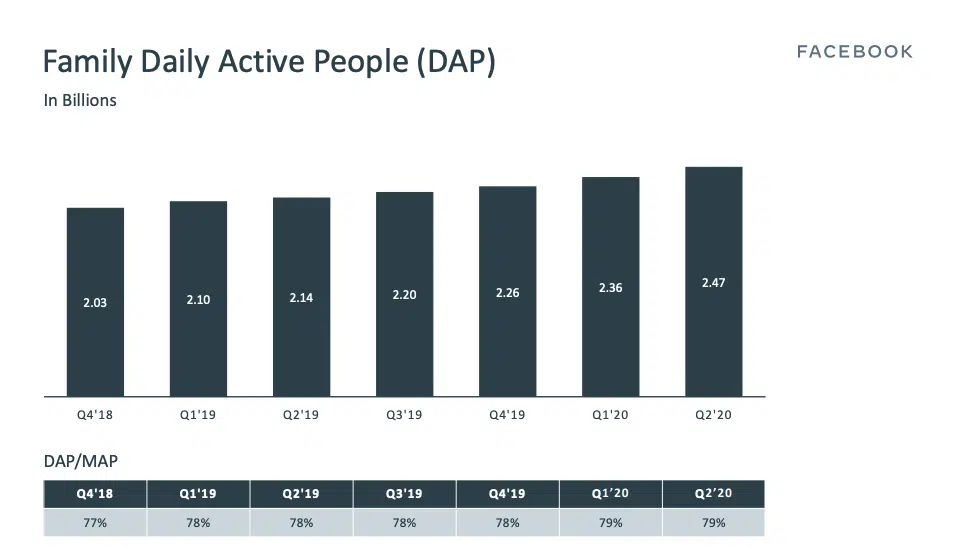 Family Daily Active People (DAP)
FACEBOOK
In Billions
2.03 2.10 2.14 2.20 2.26 2.36 2.47
Q4'18 Q1'19 Q2'19 Q3'19 Q4'19 Q1'20 Q2'20
DAP/MAP
Q4'18 Q1'19 Q2'19 Q3'19 Q4'19 Q1’20 Q2’20
77% 78% 78% 78% 78% 79% 79%